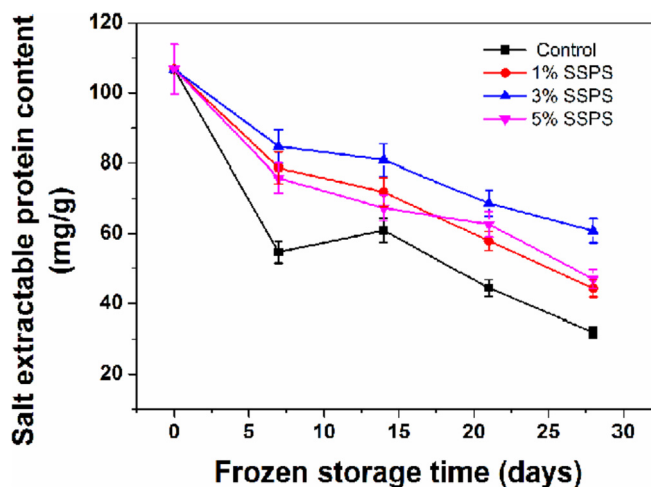 Salt extractable protein content
(mg/g)
120
100
80
60
40
20
Control
1% SSPS
3% SSPS
5% SSPS
0 5 10 15 20 25 30
Frozen storage time (days)